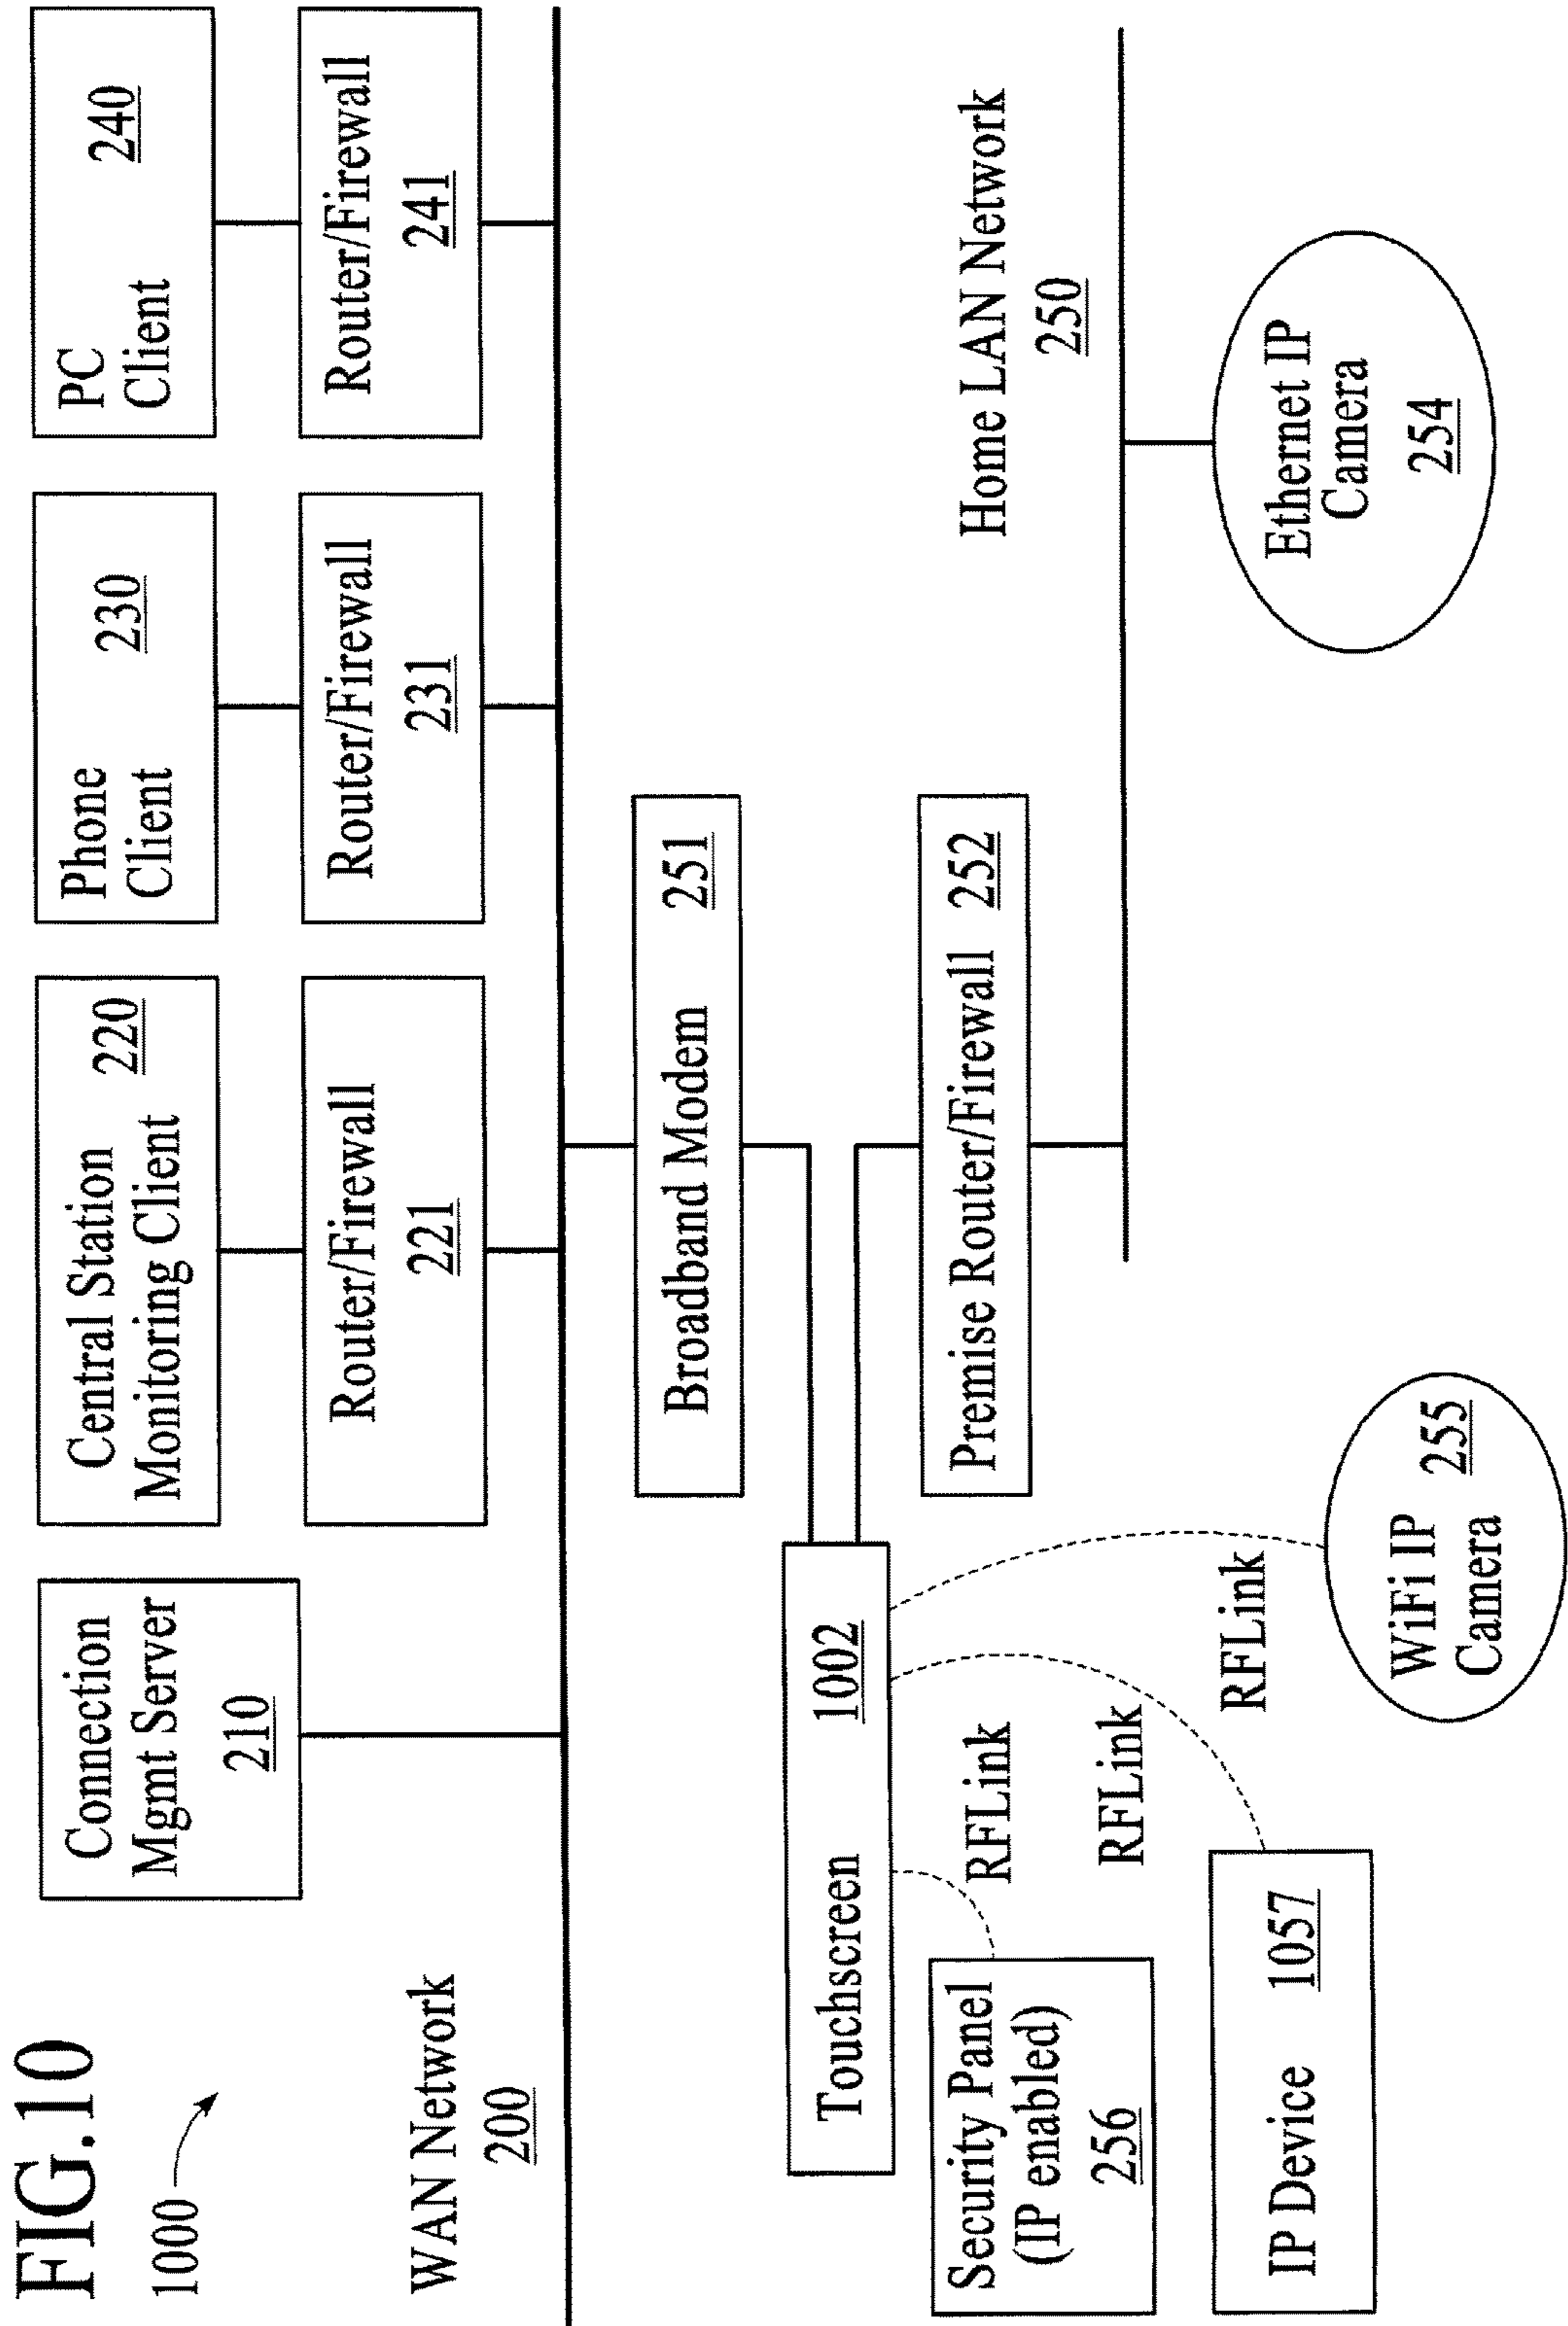 FIG.10
1000
Connection
Mgmt Server
210
Central Station
Monitoring Client
220
Phone
Client
230
PC
Client
240
Router/Firewall
221
Router/Firewall
231
Router/Firewall
241
WAN Network
200
Broadband Modem 251
Touchscreen 1002
Premise Router/Firewall 252
Home LAN Network
250
Security Panel
(IP enabled)
256
RFLink
RFLink
RFLink
IP Device 1057
WiFi IP
Camera
255
Ethernet IP
Camera
254